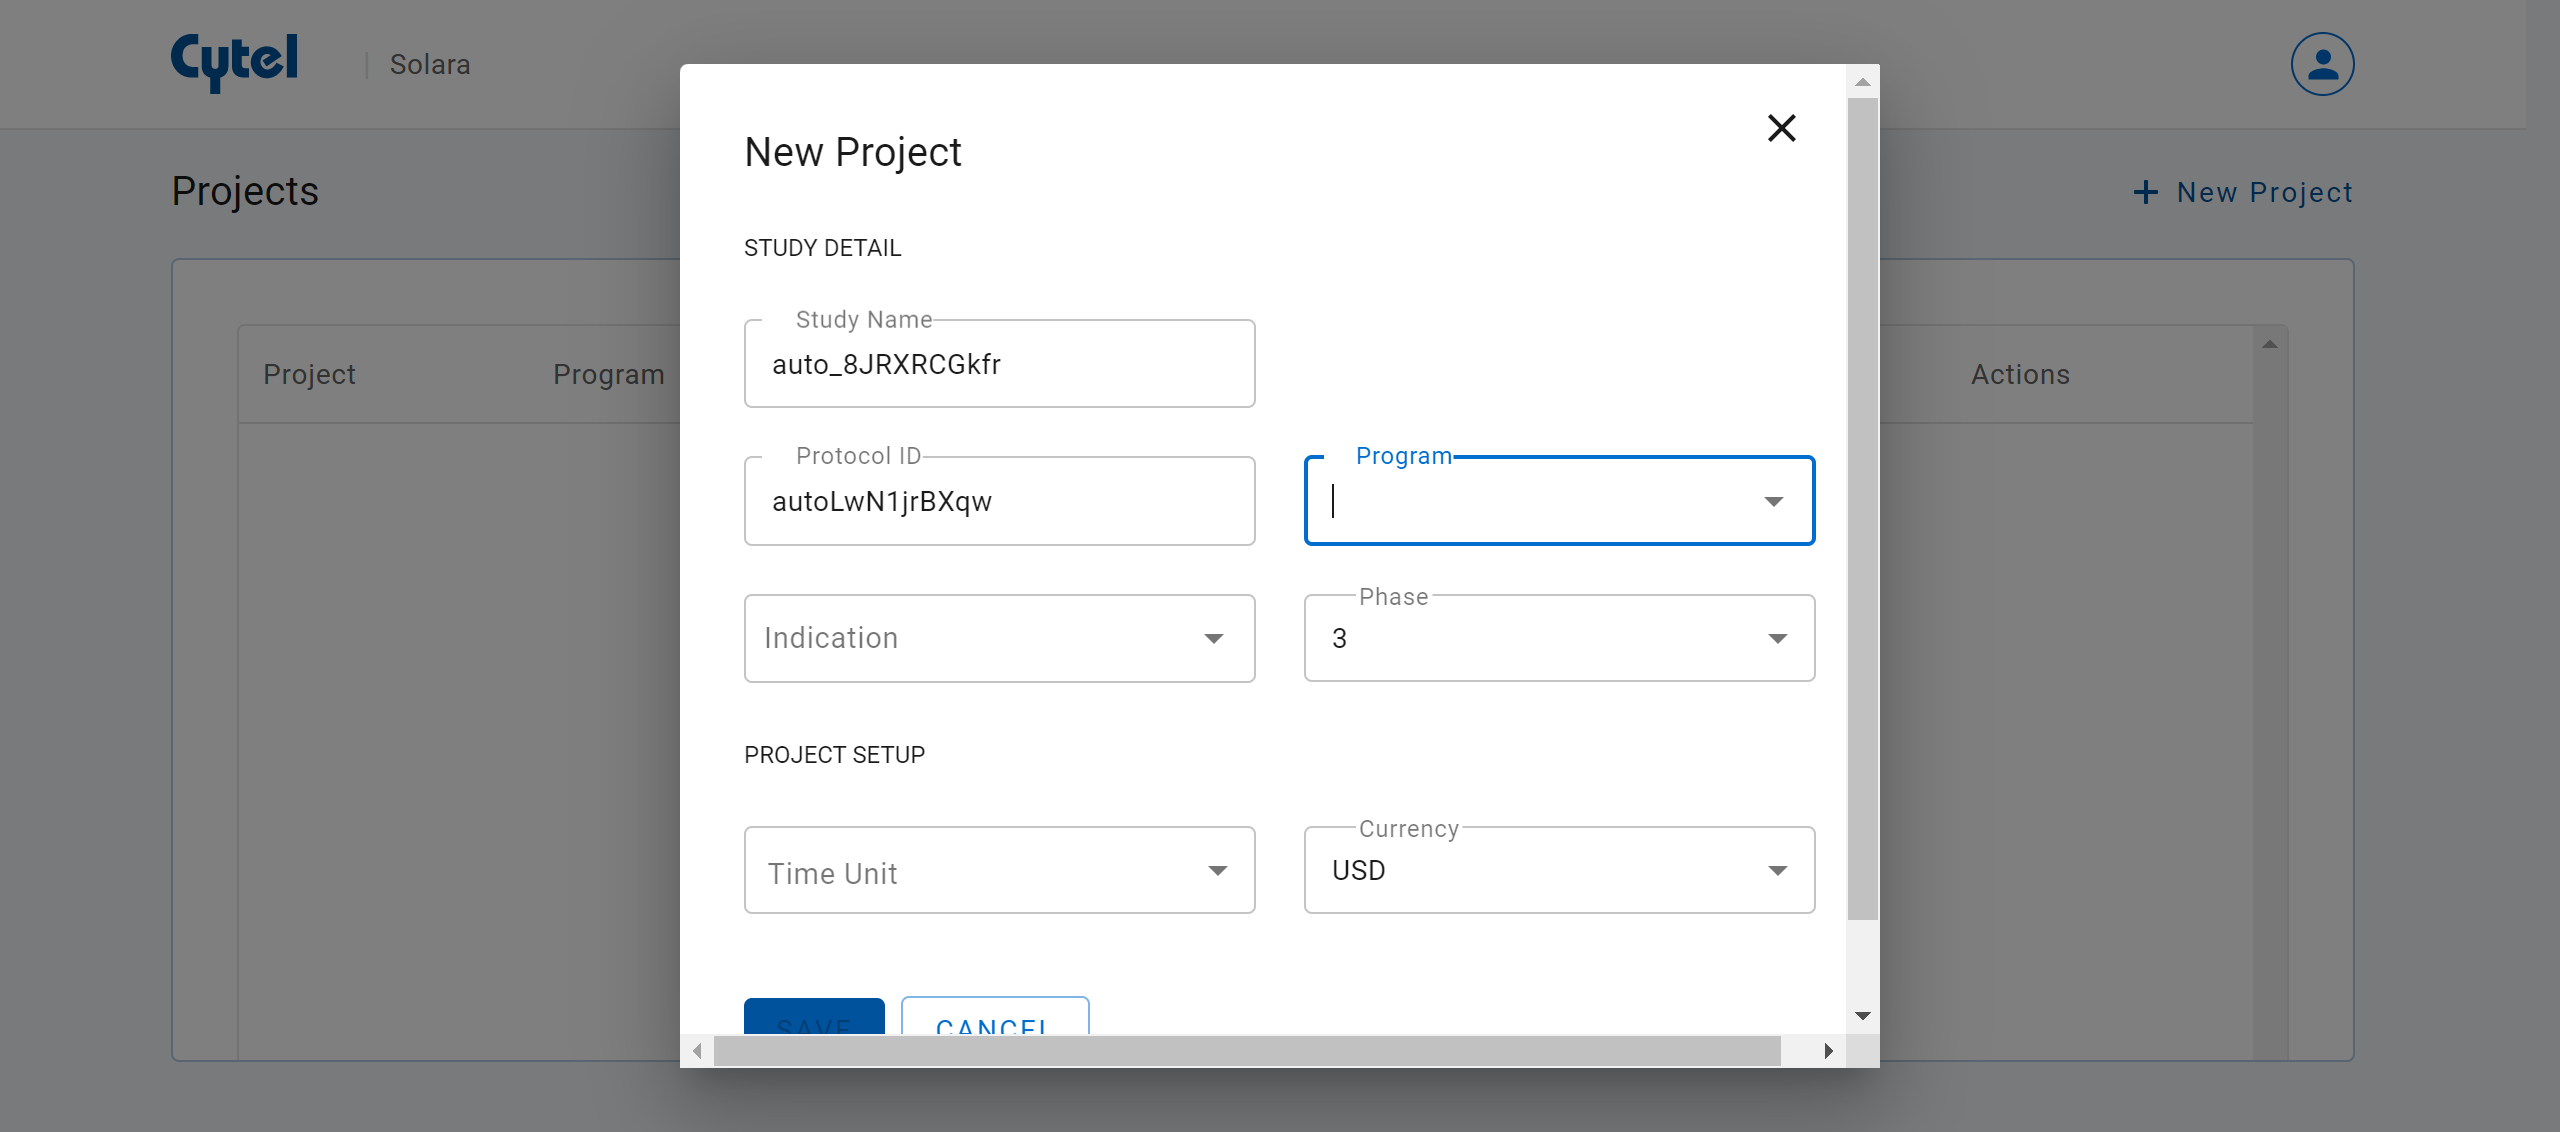 Cytel | Solara
Projects
+ New Project
Project Program Actions
New Project
STUDY DETAIL
Study Name
auto_8JRXRCGkfr
Protocol ID
autoLwN1jrBXqw
Program
Indication
Phase
3
PROJECT SETUP
Time Unit
Currency
USD
SAVE
CANCEL